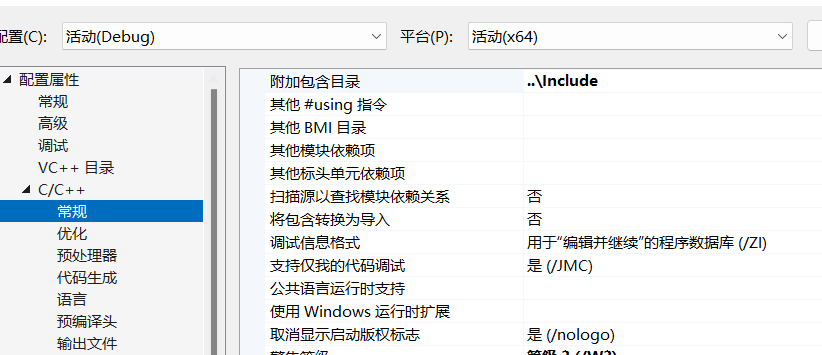 配置(C): 活动(Debug) 平台(P): 活动(x64)
配置属性
常规
高级
调试
VC++ 目录
C/C++
常规
优化
预处理器
代码生成
语言
预编译头
输出文件
附加包含目录 ..\Include
其他 #using 指令
其他 BMI 目录
其他模块依赖项
其他标头单元依赖项
扫描源以查找模块依赖关系 否
将包含转换为导入 否
调试信息格式 用于“编辑并继续”的程序数据库 (/ZI)
支持仅我的代码调试 是 (/JMC)
公共语言运行时支持
使用 Windows 运行时扩展
取消显示启动版权标志 是 (/nologo)
警告等级 等级 3 (/W3)